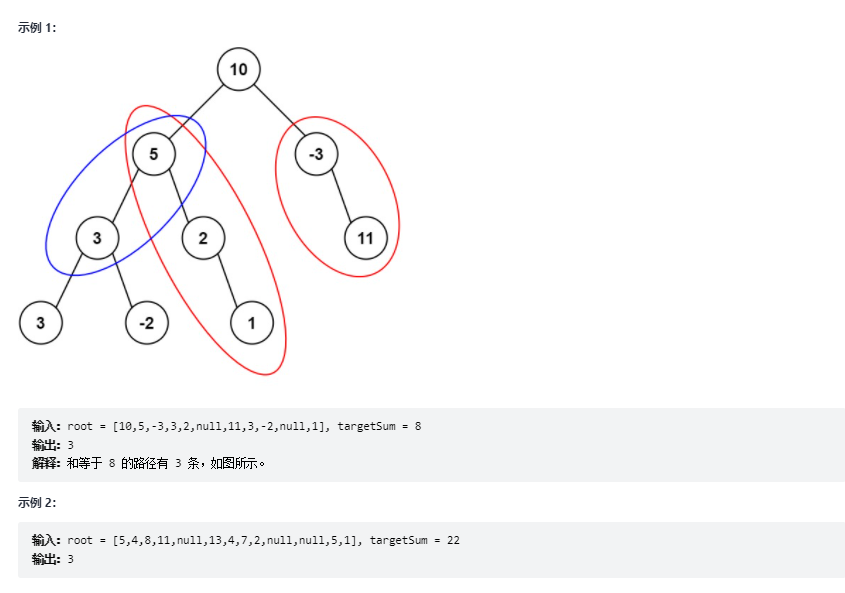 示例 1:
10
5
-3
3
2
11
3
-2
1
输入: root = [10,5,-3,3,2,null,11,3,-2,null,1], targetSum = 8
输出: 3
解释: 和等于 8 的路径有 3 条,如图所示。
示例 2:
输入: root = [5,4,8,11,null,13,4,7,2,null,null,5,1], targetSum = 22
输出: 3